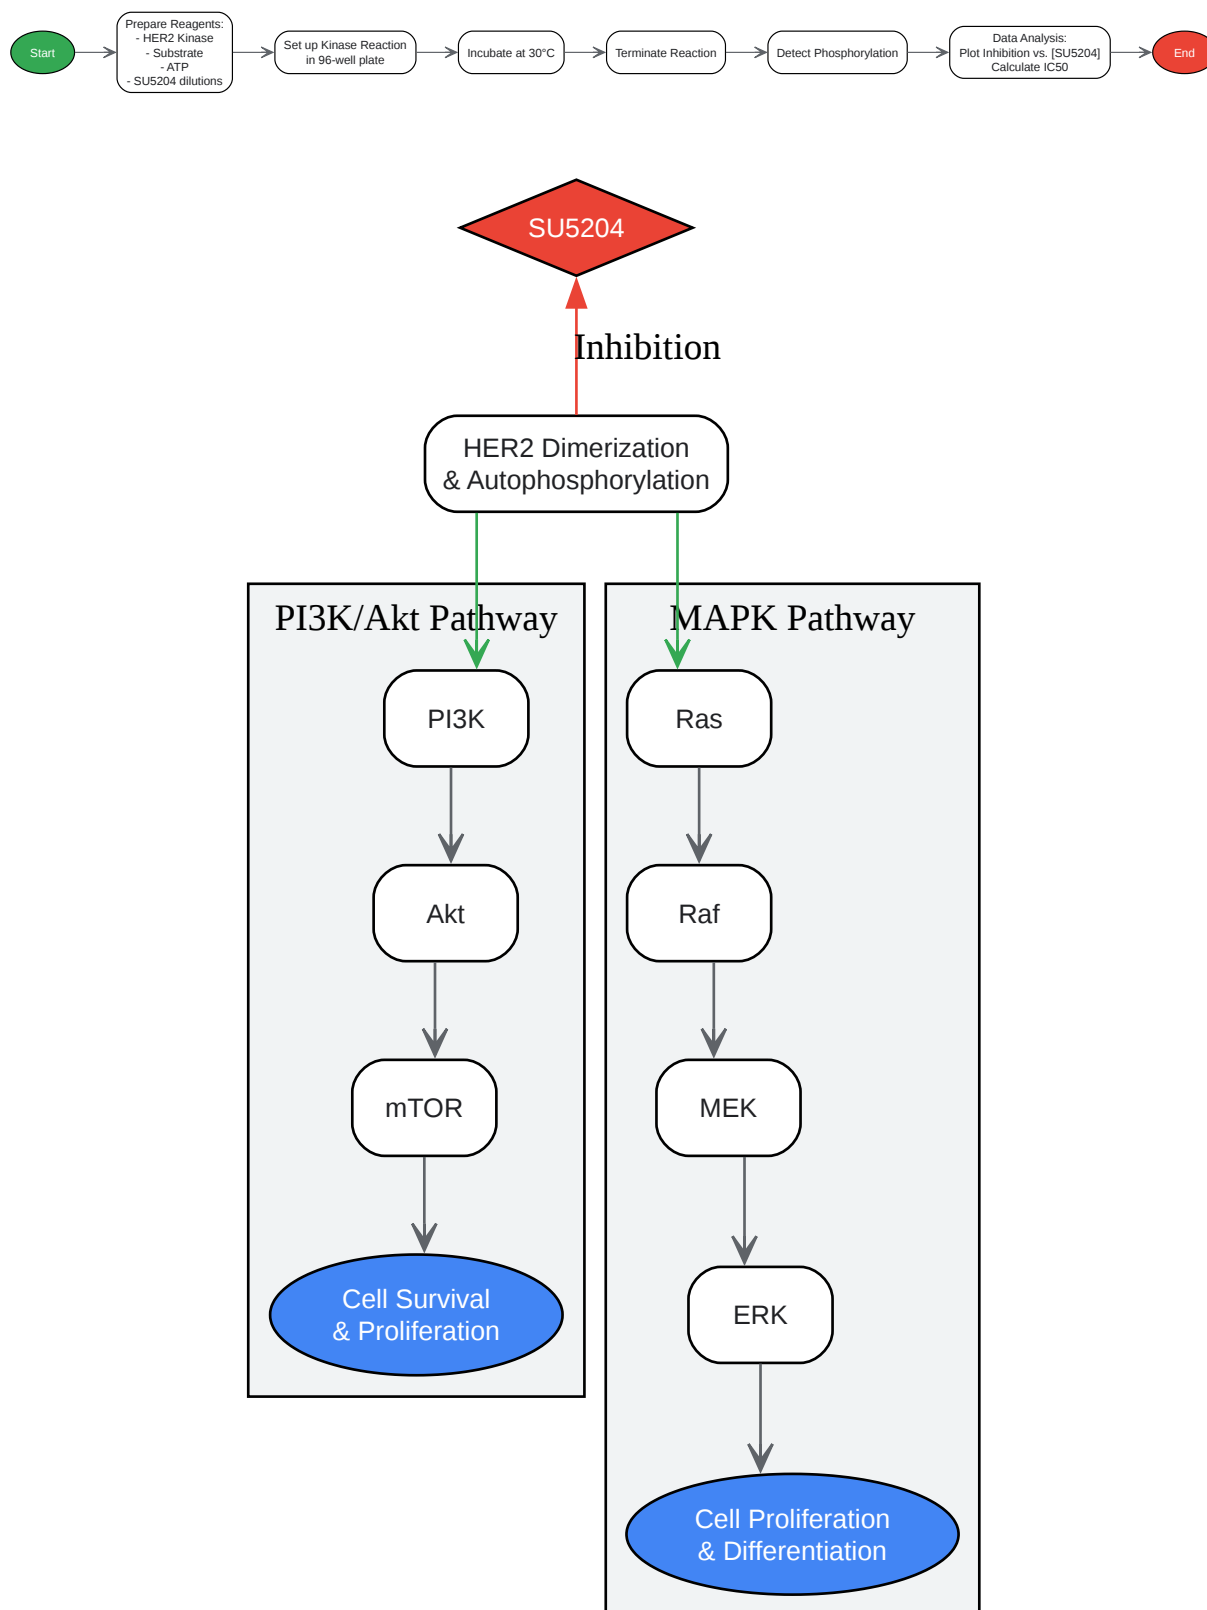 Start
Prepare Reagents:
- HER2 Kinase
- Substrate
- ATP
- SU5204 dilutions
Set up Kinase Reaction
in 96-well plate
Incubate at 30°C
Terminate Reaction
Detect Phosphorylation
Data Analysis:
Plot Inhibition vs. [SU5204]
Calculate IC50
End
SU5204
Inhibition
HER2 Dimerization
& Autophosphorylation
PI3K/Akt Pathway
PI3K
Akt
mTOR
Cell Survival
& Proliferation
MAPK Pathway
Ras
Raf
MEK
ERK
Cell Proliferation
& Differentiation